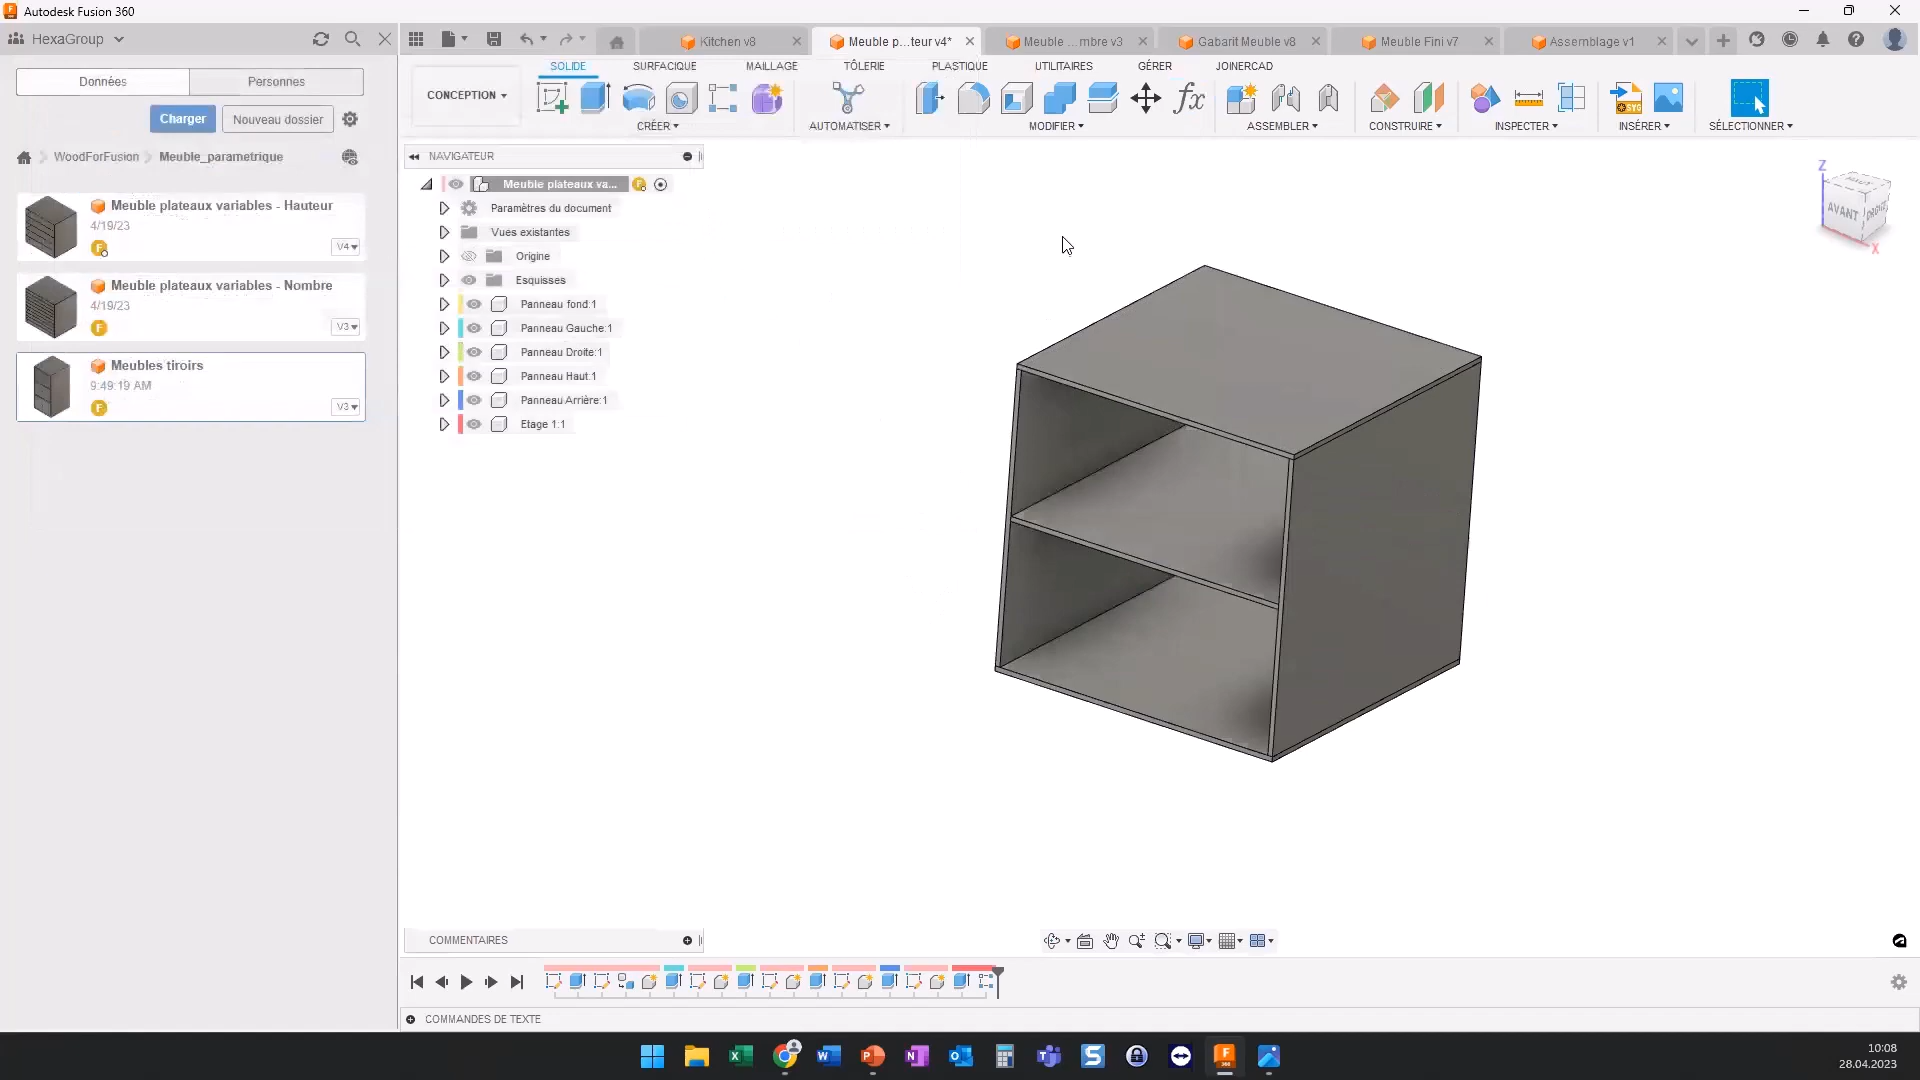 Autodesk Fusion 360
HexaGroup
Kitchen v8
Meuble p...teur v4*
Meuble ...mbre v3
Gabarit Meuble v8
Meuble Fini v7
Assemblage v1
Données
Personnes
SOLIDE
SURFACIQUE
MAILLAGE
TÔLERIE
PLASTIQUE
UTILITAIRES
GÉRER
JOINERCAD
CONCEPTION
Charger
Nouveau dossier
CRÉER
AUTOMATISER
MODIFIER
ASSEMBLER
CONSTRUIRE
INSPECTER
INSÉRER
SÉLECTIONNER
fx
SVG
WoodForFusion
Meuble_parametrique
NAVIGATEUR
Meuble plateaux va...
Paramètres du document
Vues existantes
Origine
Esquisses
Panneau fond:1
Panneau Gauche:1
Panneau Droite:1
Panneau Haut:1
Panneau Arrière:1
Etage 1:1
Meuble plateaux variables - Hauteur
4/19/23
V4
Meuble plateaux variables - Nombre
4/19/23
V3
Meubles tiroirs
9:49:19 AM
V3
Z
HAUT
AVANT
DROITE
X
COMMENTAIRES
COMMANDES DE TEXTE
10:08
28.04.2023